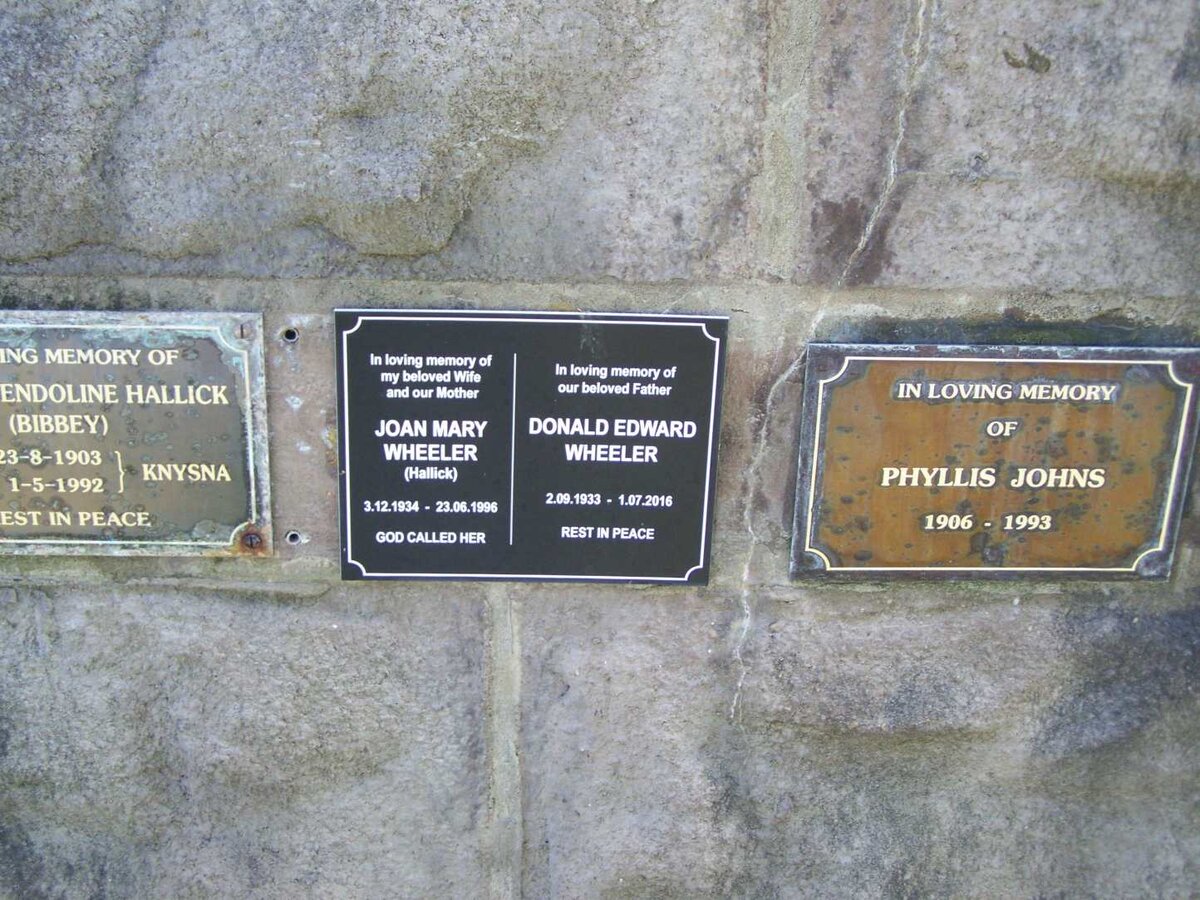 ING MEMORY OF
ENDOLINE HALLICK
(BIBBEY)
23-8-1903
1-5-1992
KNYSNA
EST IN PEACE
In loving memory of
my beloved Wife
and our Mother
JOAN MARY
WHEELER
(Hallick)
3.12.1934 - 23.06.1996
GOD CALLED HER
In loving memory of
our beloved Father
DONALD EDWARD
WHEELER
2.09.1933 - 1.07.2016
REST IN PEACE
IN LOVING MEMORY
OF
PHYLLIS JOHNS
1906 - 1993